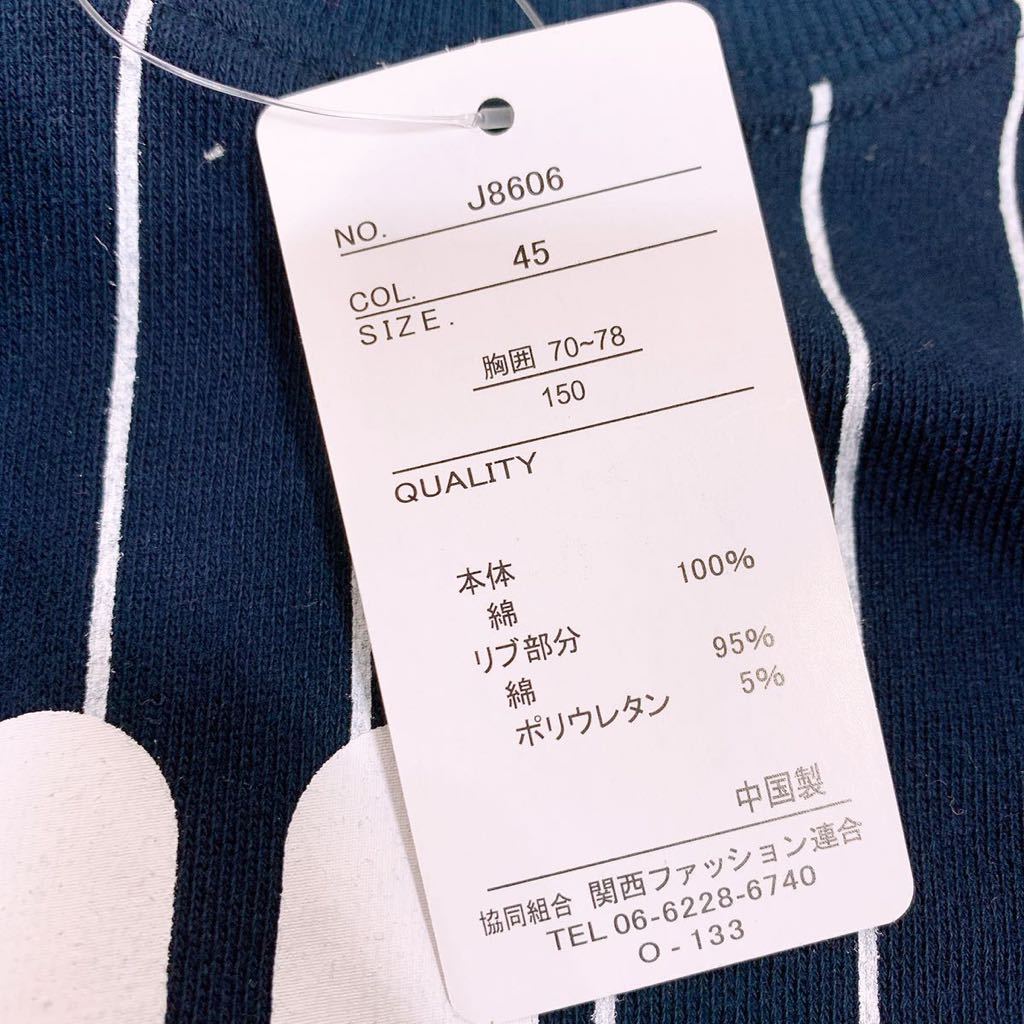 NO. J8606
COL. 45
SIZE.
胸囲 70~78
150
QUALITY
本体
綿 100%
リブ部分
綿 95%
ポリウレタン 5%
中国製
協同組合 関西ファッション連合
TEL 06-6228-6740
O-133